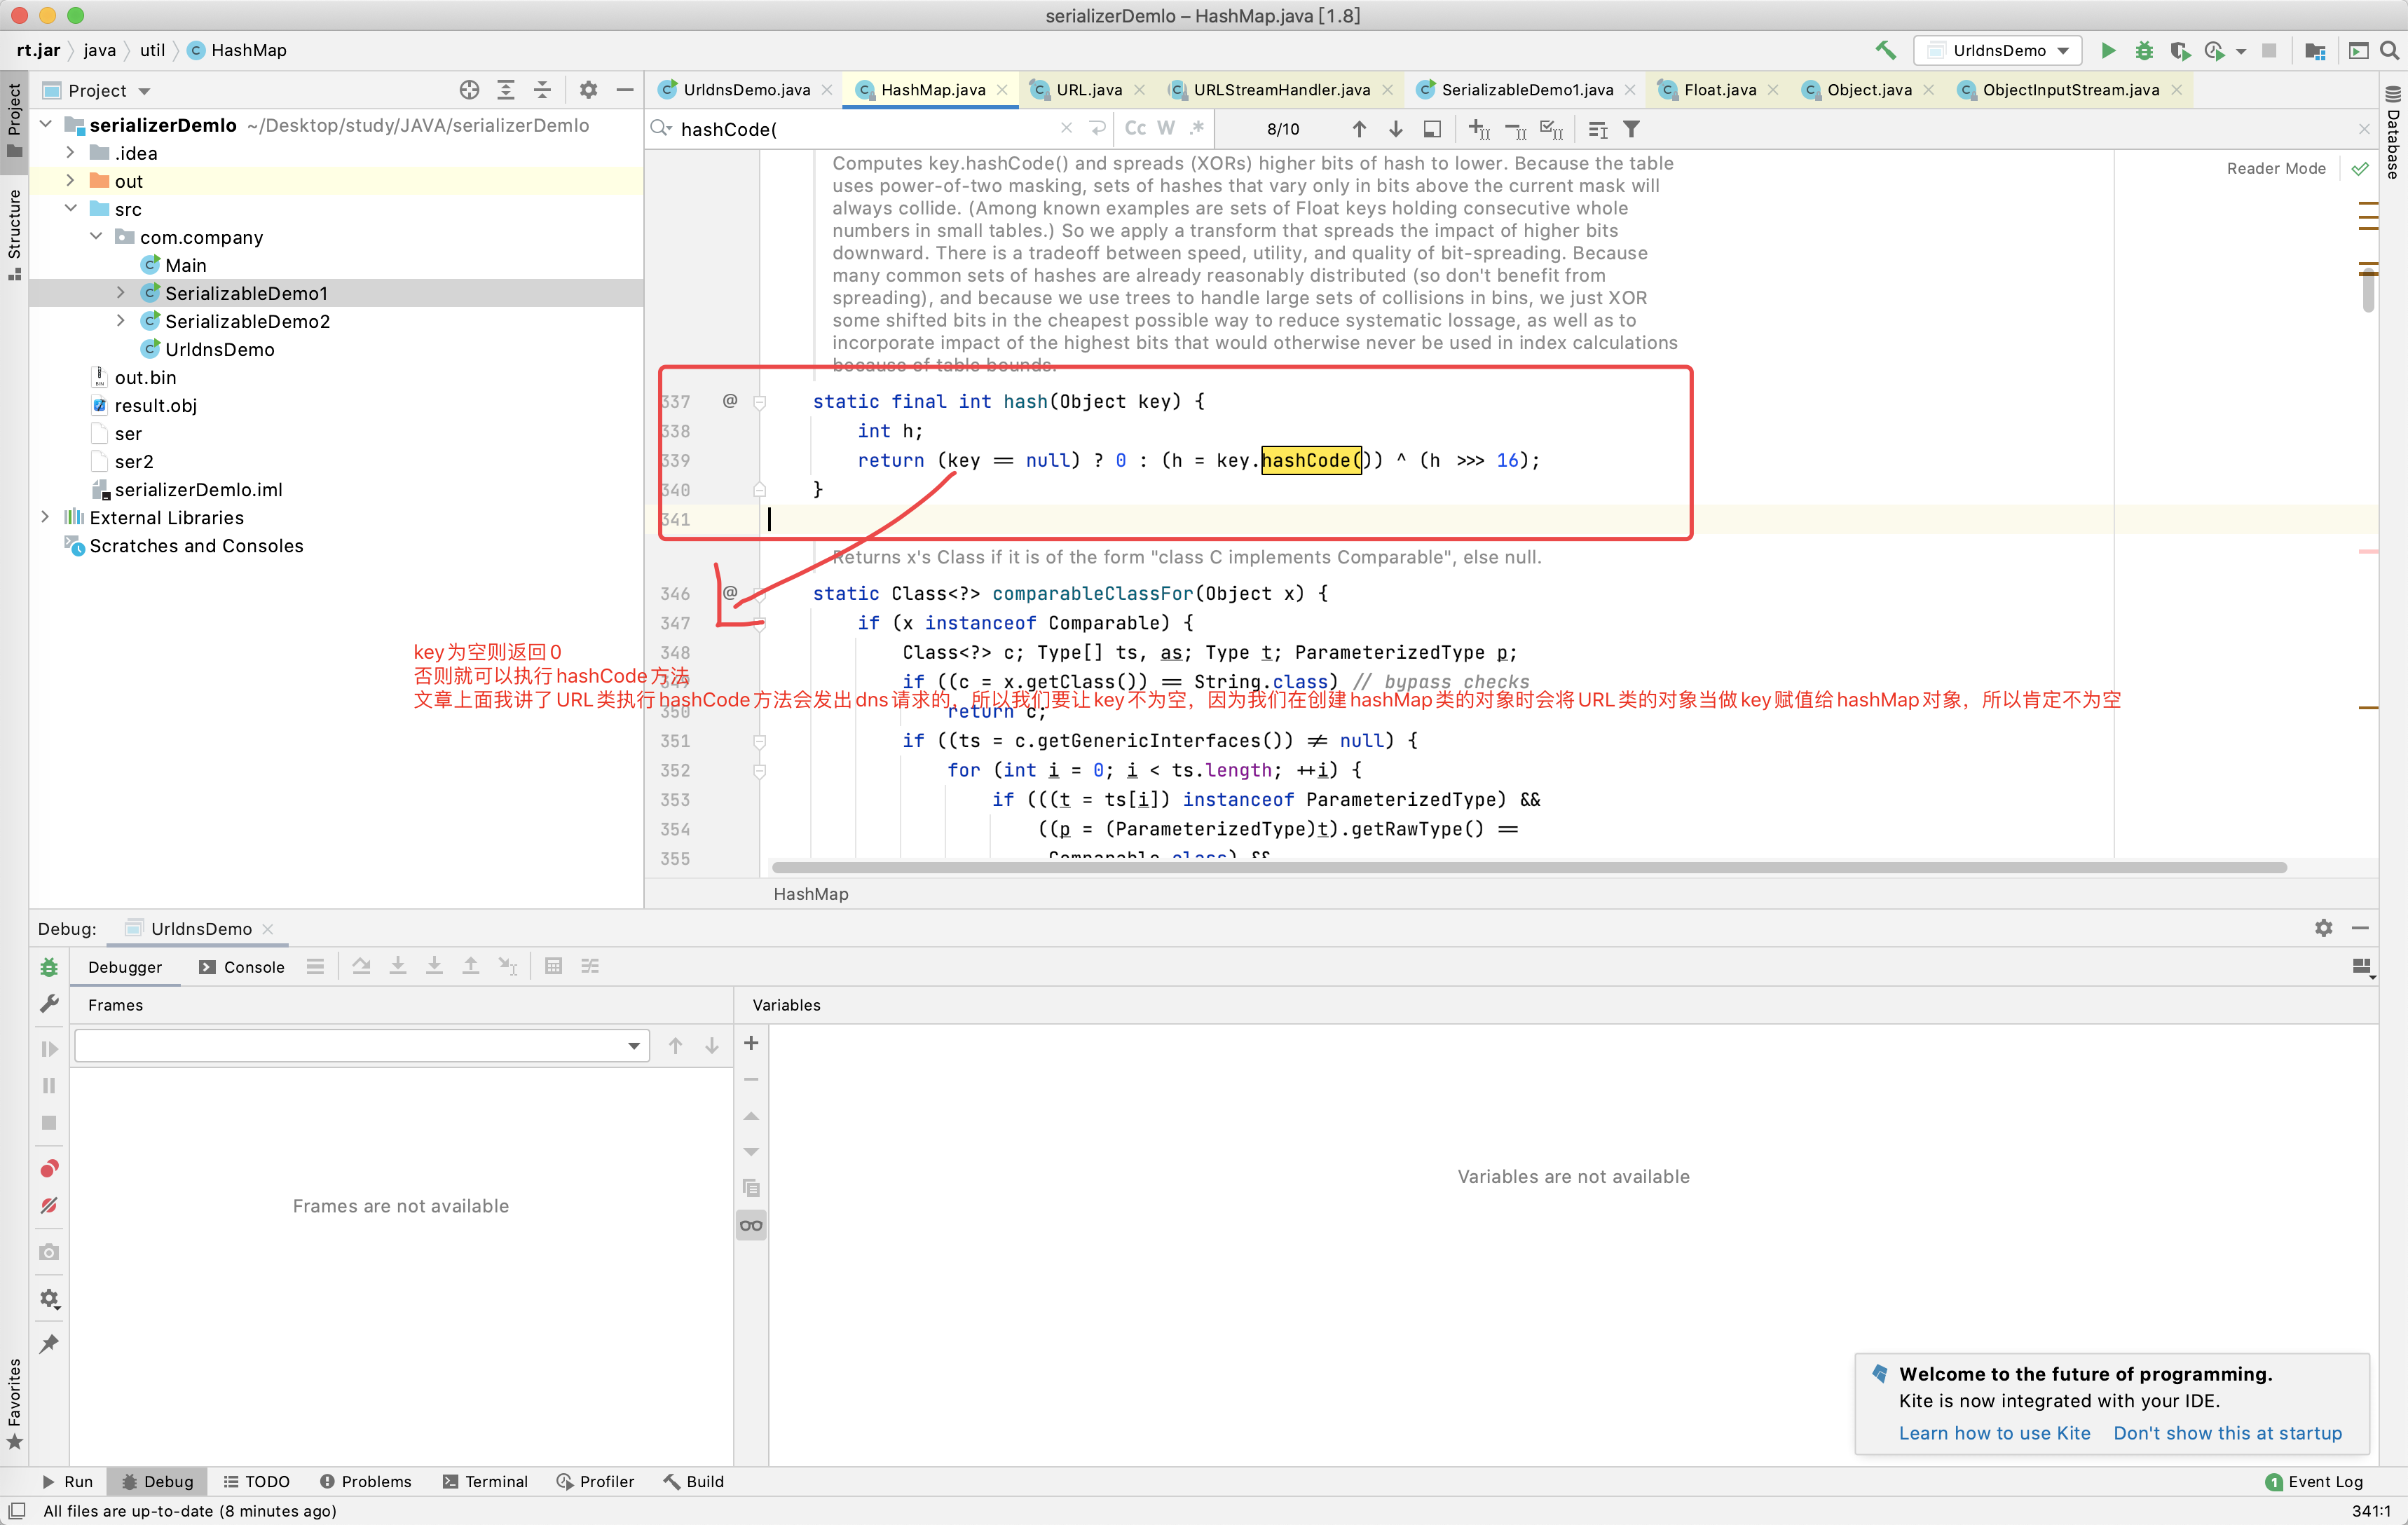 serializerDemlo – HashMap.java [1.8]
rt.jar java util HashMap
UrldnsDemo
Project
UrldnsDemo.java HashMap.java URL.java URLStreamHandler.java SerializableDemo1.java Float.java Object.java ObjectInputStream.java
Project
Structure
Favorites
Database
serializerDemlo ~/Desktop/study/JAVA/serializerDemlo
.idea
out
src
com.company
Main
SerializableDemo1
SerializableDemo2
UrldnsDemo
out.bin
result.obj
ser
ser2
serializerDemlo.iml
External Libraries
Scratches and Consoles
hashCode(
Cc W .* 8/10
Reader Mode
Computes key.hashCode() and spreads (XORs) higher bits of hash to lower. Because the table
uses power-of-two masking, sets of hashes that vary only in bits above the current mask will
always collide. (Among known examples are sets of Float keys holding consecutive whole
numbers in small tables.) So we apply a transform that spreads the impact of higher bits
downward. There is a tradeoff between speed, utility, and quality of bit-spreading. Because
many common sets of hashes are already reasonably distributed (so don't benefit from
spreading), and because we use trees to handle large sets of collisions in bins, we just XOR
some shifted bits in the cheapest possible way to reduce systematic lossage, as well as to
incorporate impact of the highest bits that would otherwise never be used in index calculations
because of table bounds.
337 @ static final int hash(Object key) {
338 int h;
339 return (key == null) ? 0 : (h = key.hashCode()) ^ (h >>> 16);
340 }
341
Returns x's Class if it is of the form "class C implements Comparable", else null.
346 @ static Class<?> comparableClassFor(Object x) {
347 if (x instanceof Comparable) {
348 Class<?> c; Type[] ts, as; Type t; ParameterizedType p;
if ((c = x.getClass()) == String.class) // bypass checks
350 return c;
351 if ((ts = c.getGenericInterfaces()) != null) {
352 for (int i = 0; i < ts.length; ++i) {
353 if (((t = ts[i]) instanceof ParameterizedType) &&
354 ((p = (ParameterizedType)t).getRawType() ==
355 Comparable.class) &&
key为空则返回0
否则就可以执行hashCode方法
文章上面我讲了URL类执行hashCode方法会发出dns请求的，所以我们要让key不为空，因为我们在创建hashMap类的对象时会将URL类的对象当做key赋值给hashMap对象，所以肯定不为空
HashMap
Debug: UrldnsDemo
Debugger Console
Frames
Variables
Frames are not available
Variables are not available
Welcome to the future of programming.
Kite is now integrated with your IDE.
Learn how to use Kite Don't show this at startup
Run Debug TODO Problems Terminal Profiler Build
1 Event Log
All files are up-to-date (8 minutes ago)
341:1